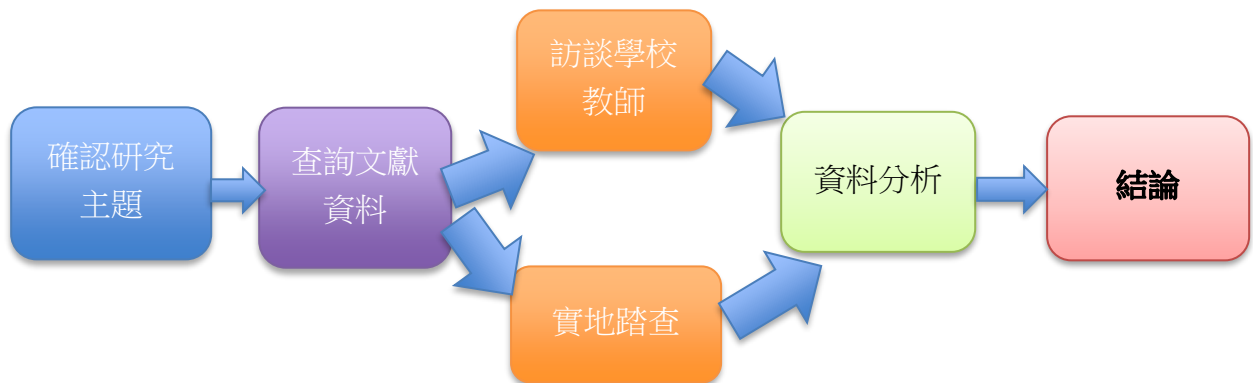 確認研究
主題
查詢文獻
資料
訪談學校
教師
實地踏查
資料分析
結論